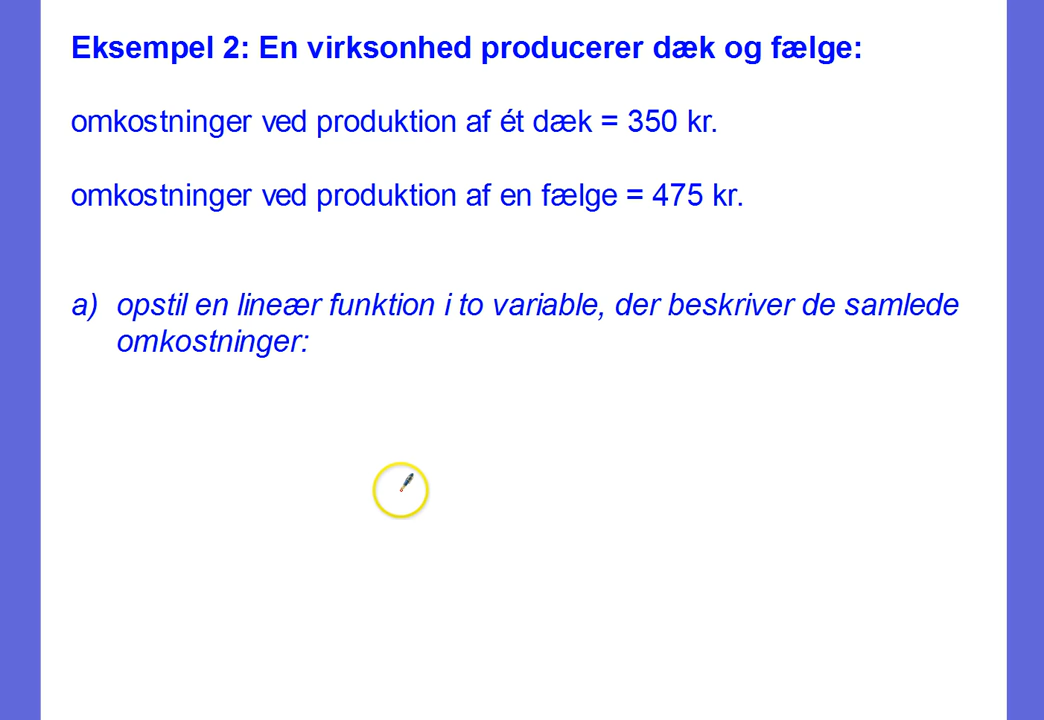 Eksempel 2: En virksonhed producerer dæk og fælge:
omkostninger ved produktion af ét dæk = 350 kr.
omkostninger ved produktion af en fælge = 475 kr.
a) opstil en lineær funktion i to variable, der beskriver de samlede
omkostninger: